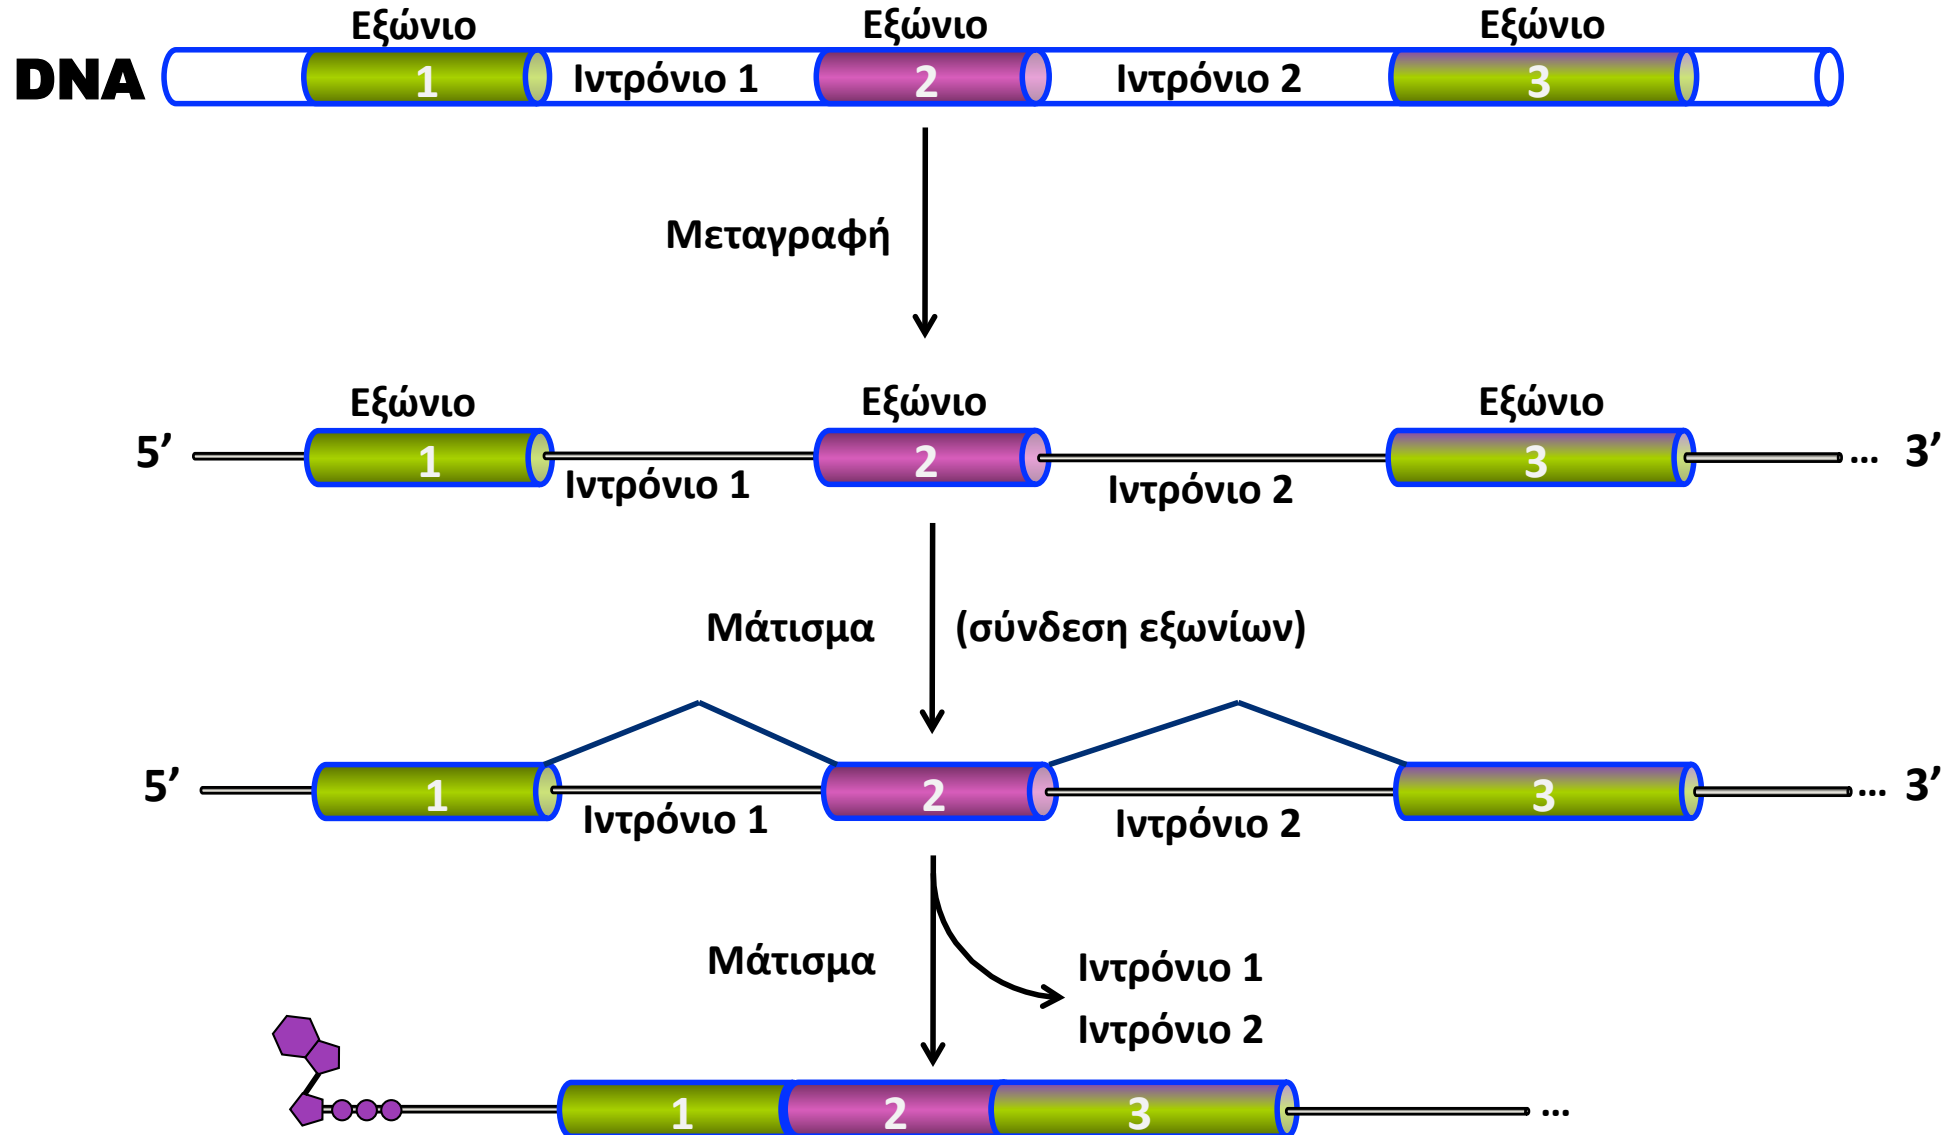 Εξώνιο Εξώνιο Εξώνιο
DNA 1 Ιντρόνιο 1 2 Ιντρόνιο 2 3
Μεταγραφή
Εξώνιο Εξώνιο Εξώνιο
5’ 1 Ιντρόνιο 1 2 Ιντρόνιο 2 3 ... 3’
Μάτισμα (σύνδεση εξωνίων)
5’ 1 Ιντρόνιο 1 2 Ιντρόνιο 2 3 ... 3’
Μάτισμα
Ιντρόνιο 1
Ιντρόνιο 2
1 2 3 ...